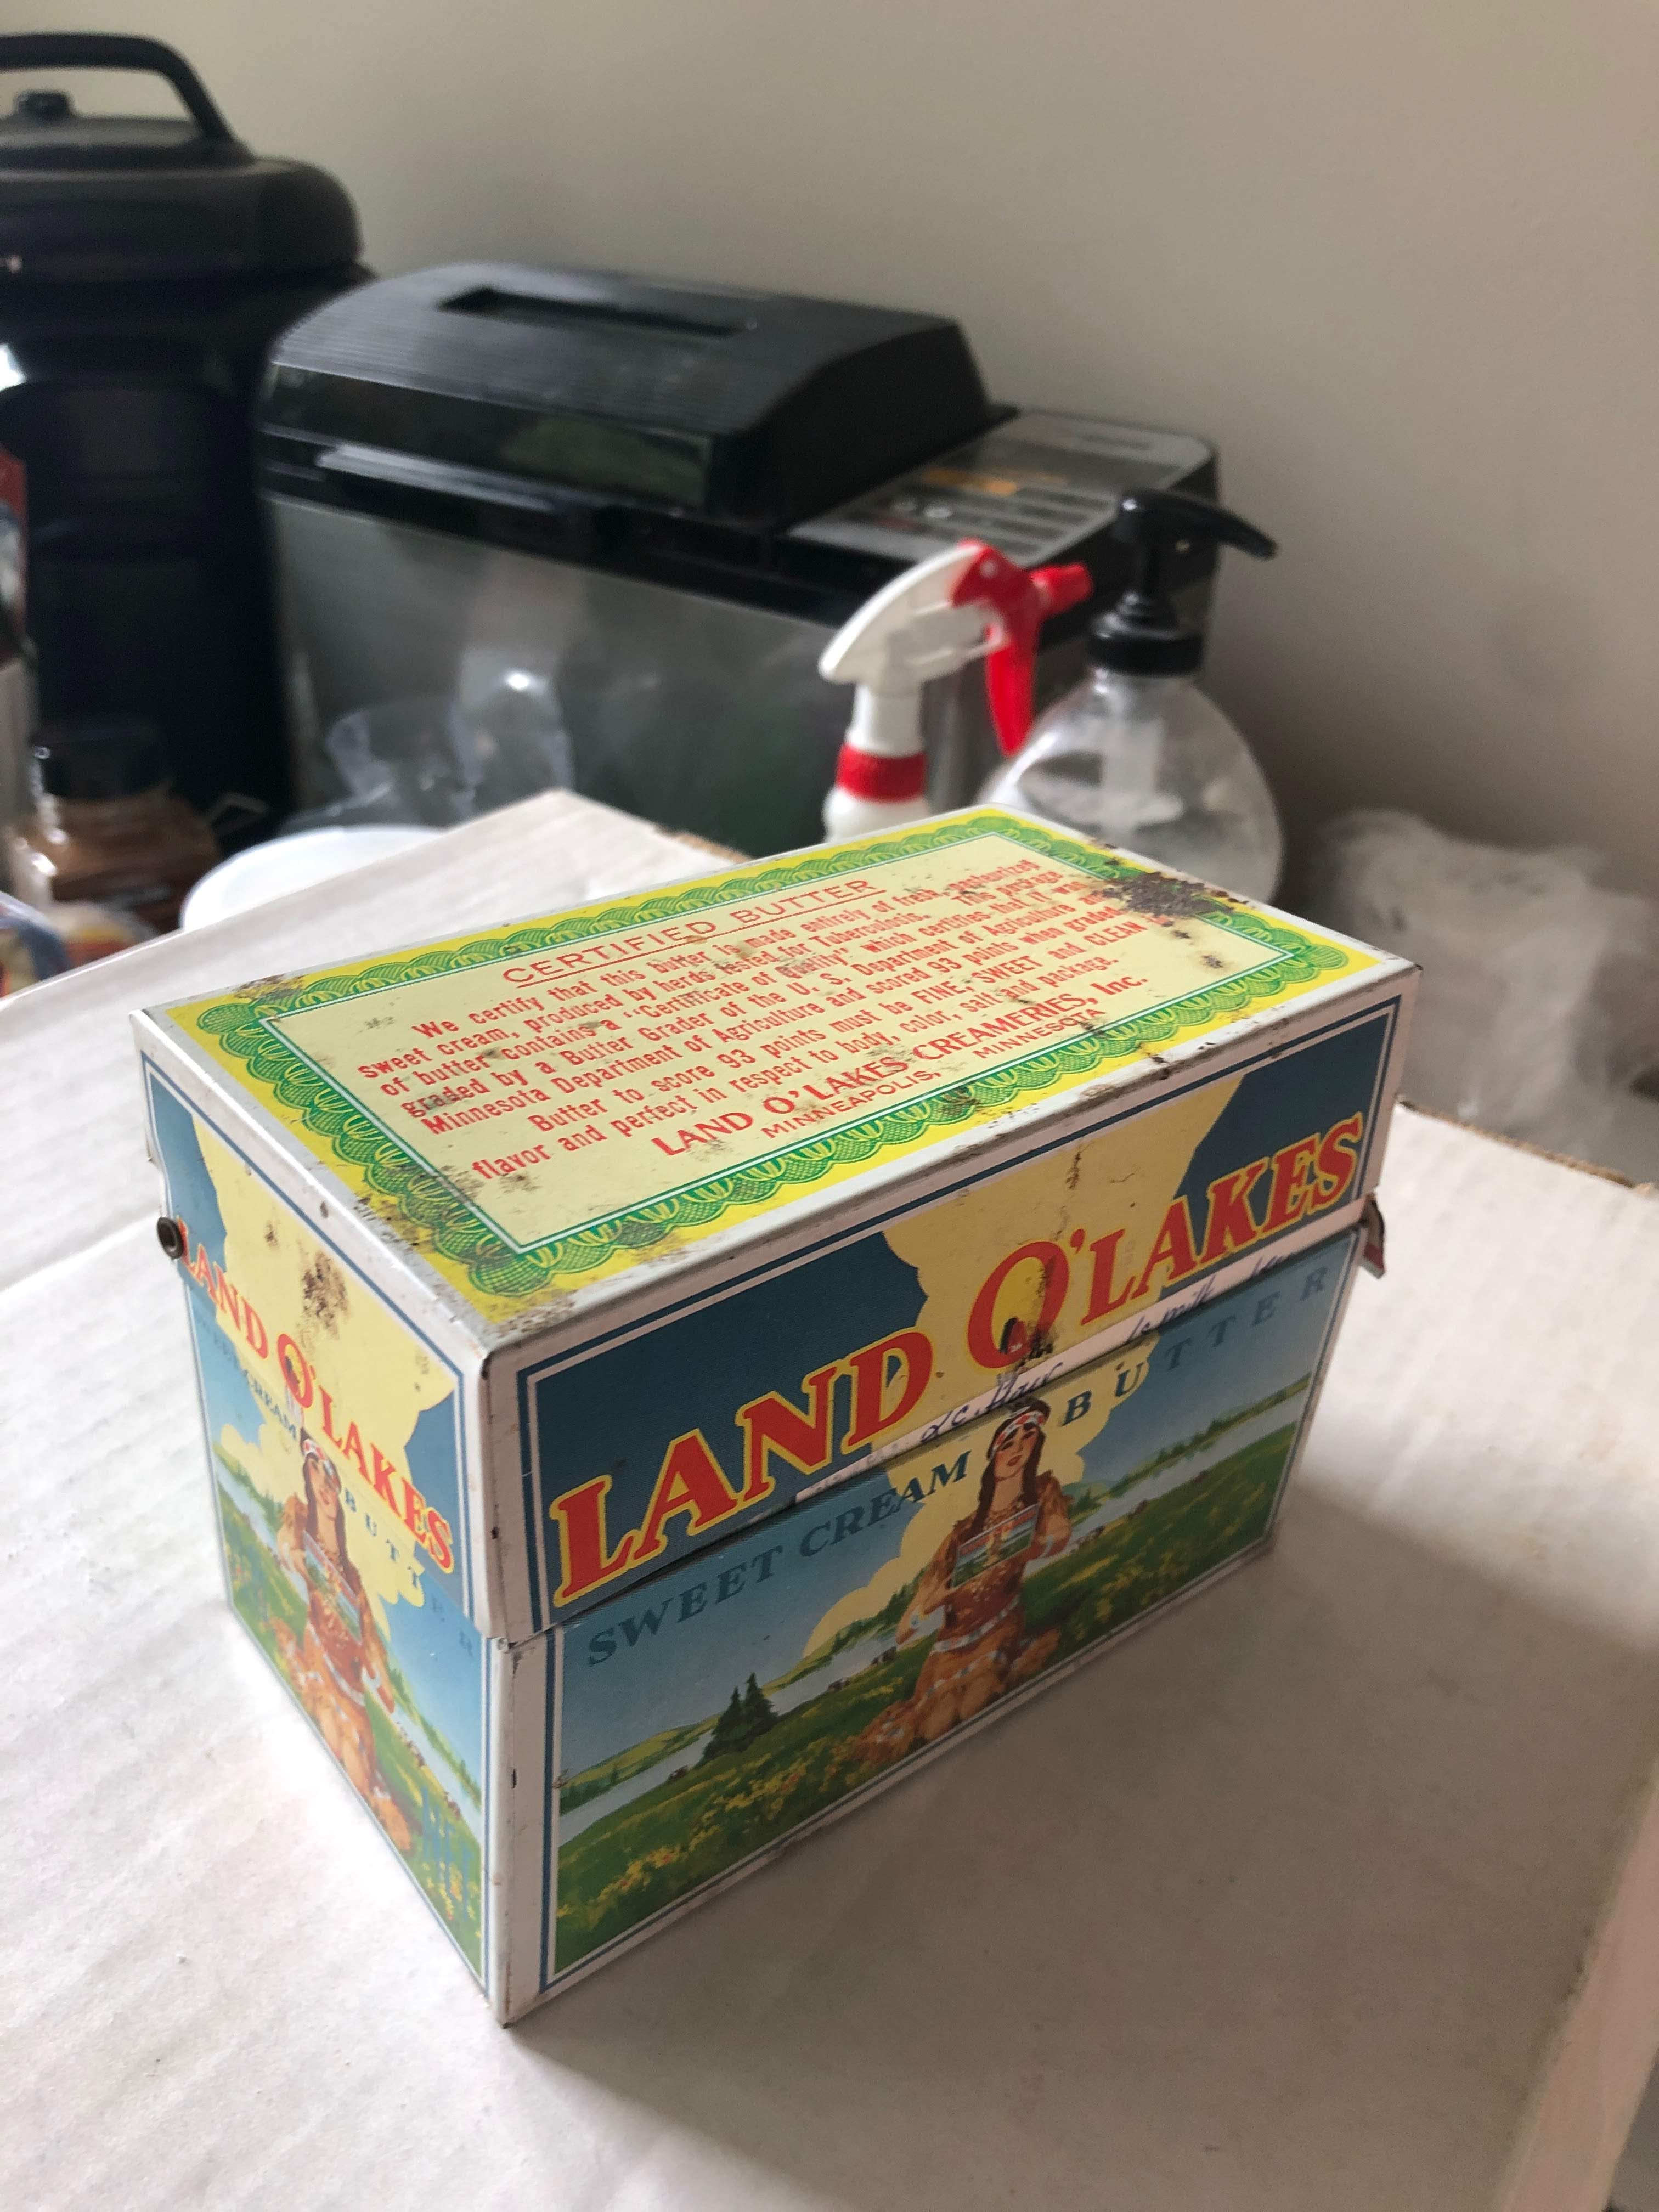 CERTIFIED BUTTER
We certify that this butter is made entirely of fresh, pasteurized
sweet cream, produced by herds tested for Tuberculosis. The package
of butter contains a "Certificate of Quality" which certifies that it was
graded by a Butter Grader of the U. S. Department of Agriculture and
Minnesota Department of Agriculture and scored 93 points when graded.
Butter to score 93 points must be FINE, SWEET and CLEAN in
flavor and perfect in respect to body, color, salt and package.
LAND O'LAKES CREAMERIES, Inc.
MINNEAPOLIS, MINNESOTA
LAND O'LAKES
milk
SWEET CREAM BUTTER
LAND O'LAKES
SWEET CREAM BUTTER